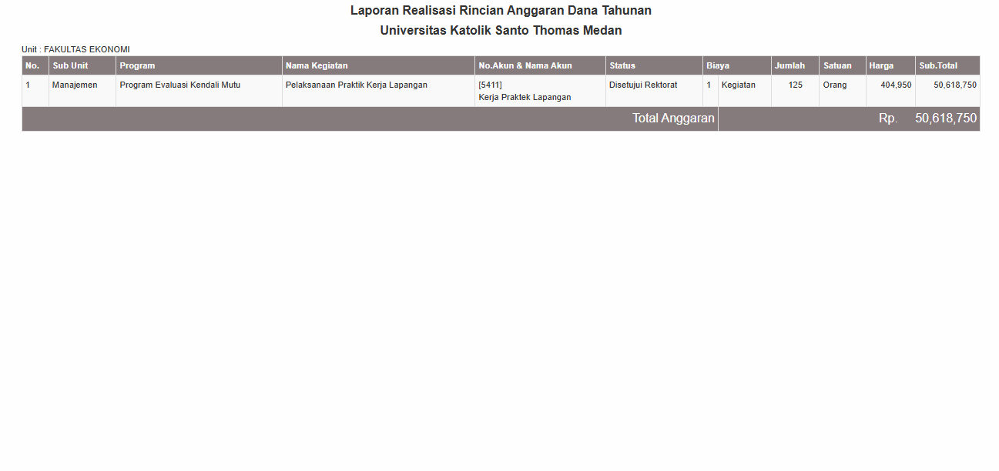 Laporan Realisasi Rincian Anggaran Dana Tahunan
Universitas Katolik Santo Thomas Medan
Unit : FAKULTAS EKONOMI
No. Sub Unit Program Nama Kegiatan No.Akun & Nama Akun Status Biaya Jumlah Satuan Harga Sub.Total
1 Manajemen Program Evaluasi Kendali Mutu Pelaksanaan Praktik Kerja Lapangan [5411] Disetujui Rektorat 1 Kegiatan 125 Orang 404,950 50,618,750
Kerja Praktek Lapangan
Total Anggaran Rp. 50,618,750